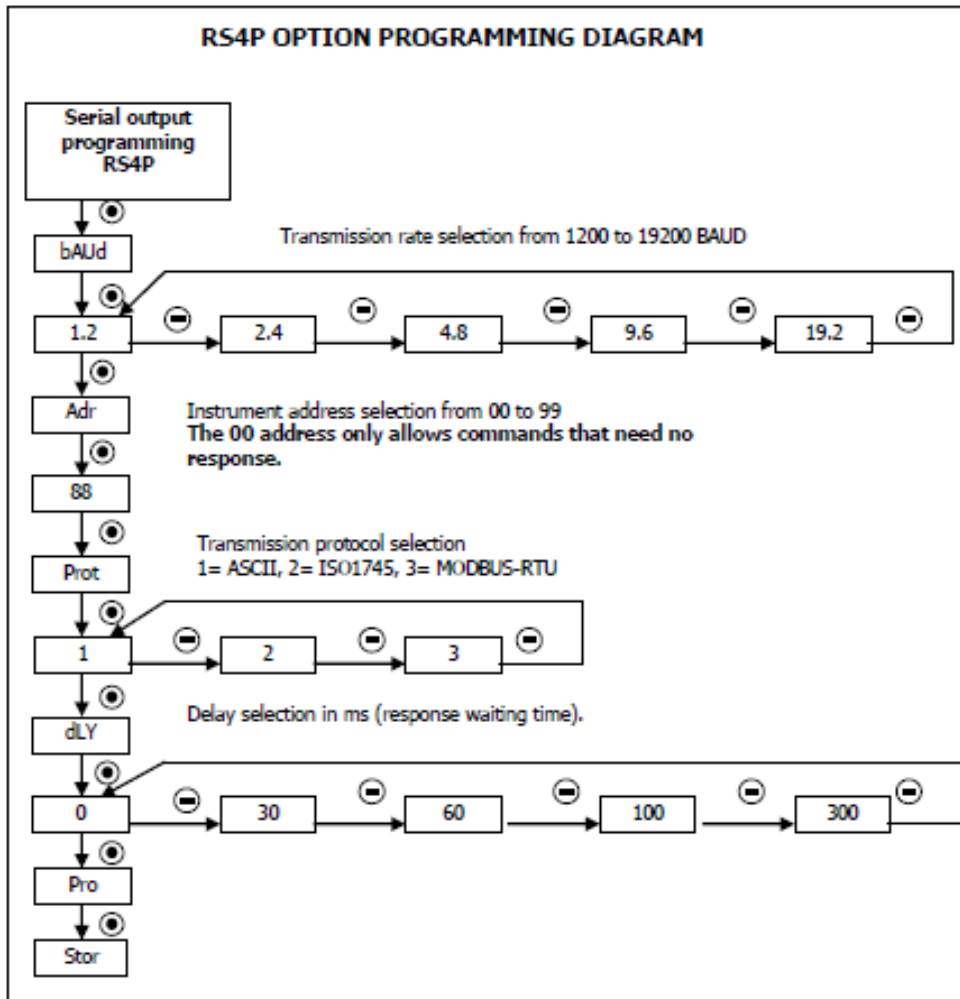 RS4P OPTION PROGRAMMING DIAGRAM
Serial output
programming
RS4P
bAUd
Transmission rate selection from 1200 to 19200 BAUD
1.2
2.4
4.8
9.6
19.2
Adr
Instrument address selection from 00 to 99
The 00 address only allows commands that need no
response.
88
Prot
Transmission protocol selection
1= ASCII, 2= ISO1745, 3= MODBUS-RTU
1
2
3
dLY
Delay selection in ms (response waiting time).
0
30
60
100
300
Pro
Stor